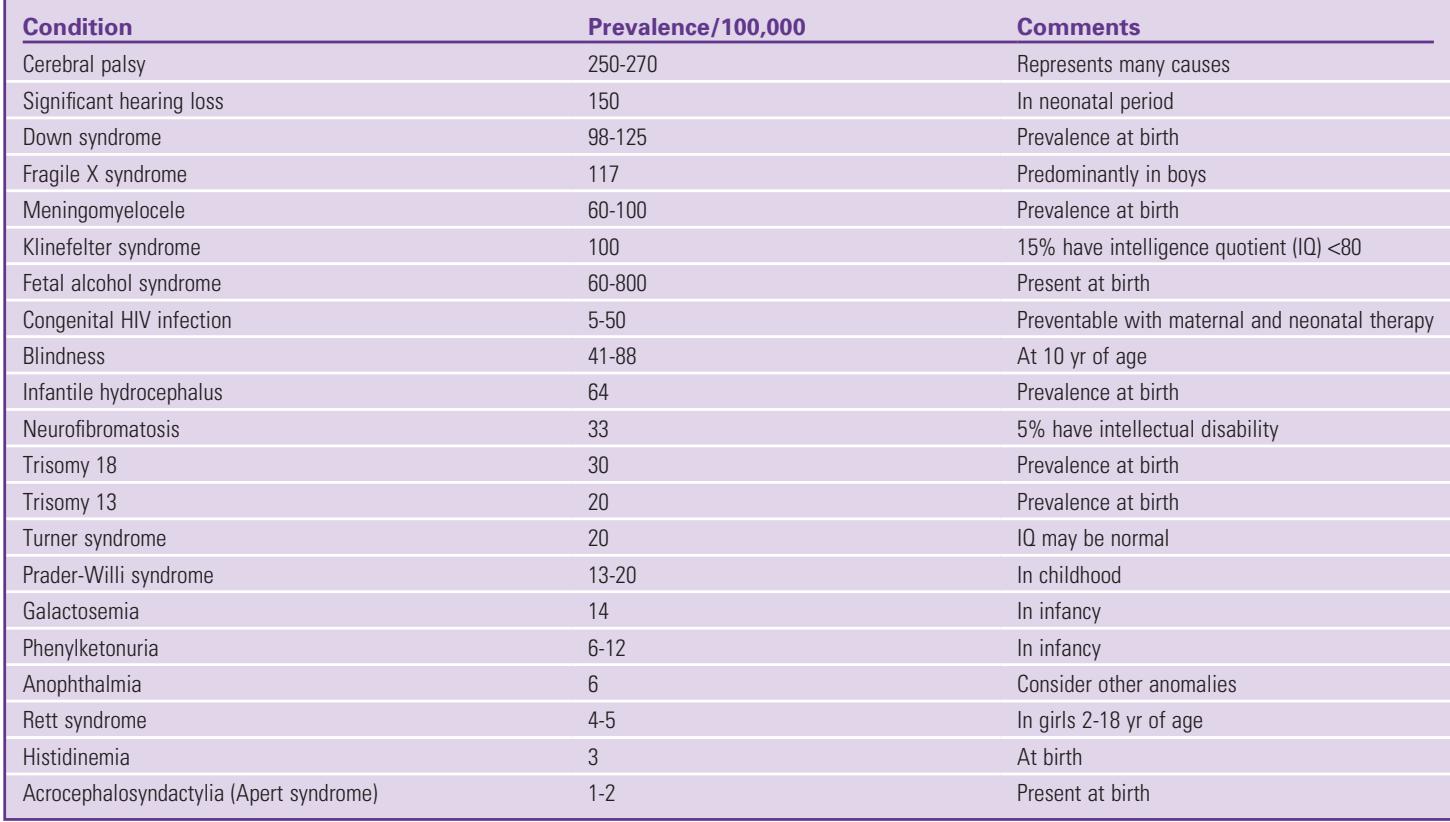 Condition Prevalence/100,000 Comments
Cerebral palsy 250-270 Represents many causes
Significant hearing loss 150 In neonatal period
Down syndrome 98-125 Prevalence at birth
Fragile X syndrome 117 Predominantly in boys
Meningomyelocele 60-100 Prevalence at birth
Klinefelter syndrome 100 15% have intelligence quotient (IQ) <80
Fetal alcohol syndrome 60-800 Present at birth
Congenital HIV infection 5-50 Preventable with maternal and neonatal therapy
Blindness 41-88 At 10 yr of age
Infantile hydrocephalus 64 Prevalence at birth
Neurofibromatosis 33 5% have intellectual disability
Trisomy 18 30 Prevalence at birth
Trisomy 13 20 Prevalence at birth
Turner syndrome 20 IQ may be normal
Prader-Willi syndrome 13-20 In childhood
Galactosemia 14 In infancy
Phenylketonuria 6-12 In infancy
Anophthalmia 6 Consider other anomalies
Rett syndrome 4-5 In girls 2-18 yr of age
Histidinemia 3 At birth
Acrocephalosyndactylia (Apert syndrome) 1-2 Present at birth